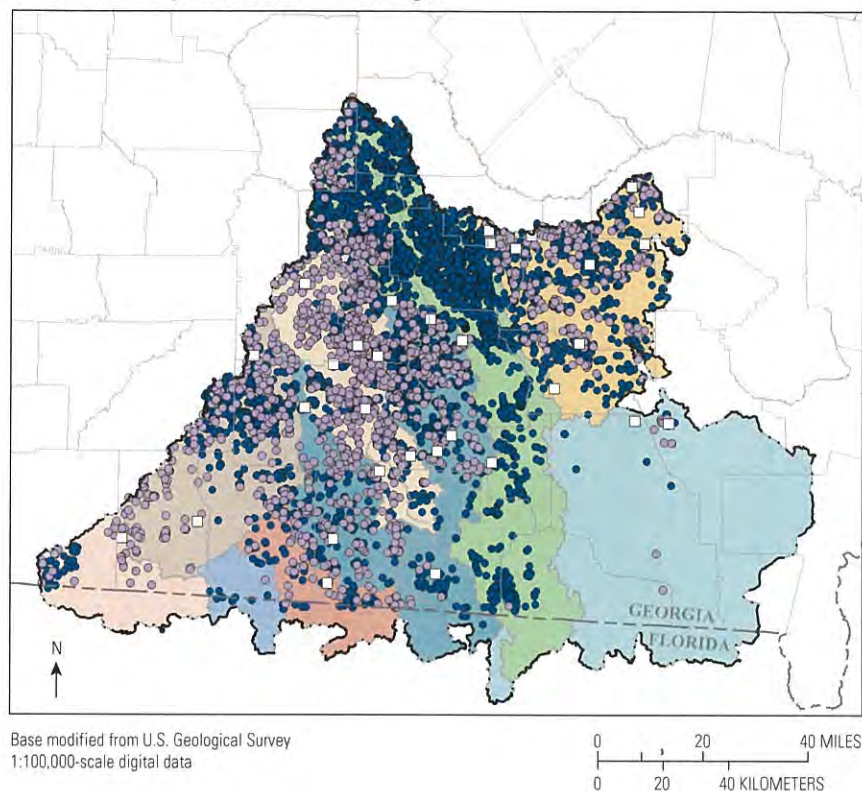 GEORGIA
FLORIDA
N
Base modified from U.S. Geological Survey
1:100,000-scale digital data
0 20 40 MILES
0 20 40 KILOMETERS